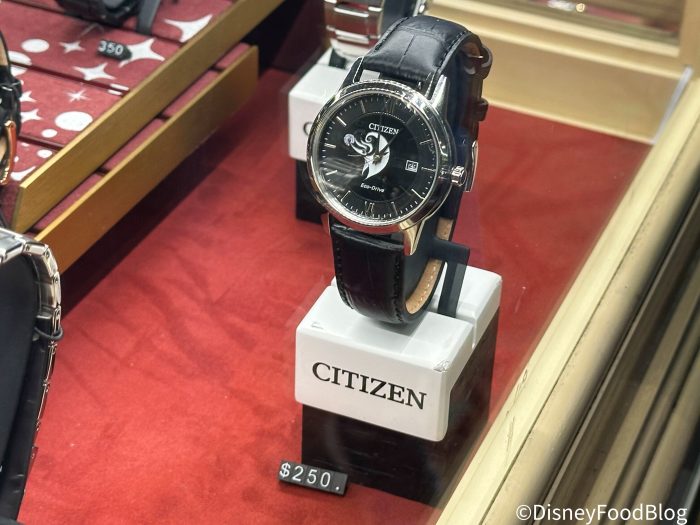 350
CITIZEN
Eco-Drive
CITIZEN
$250.
©DisneyFoodBlog